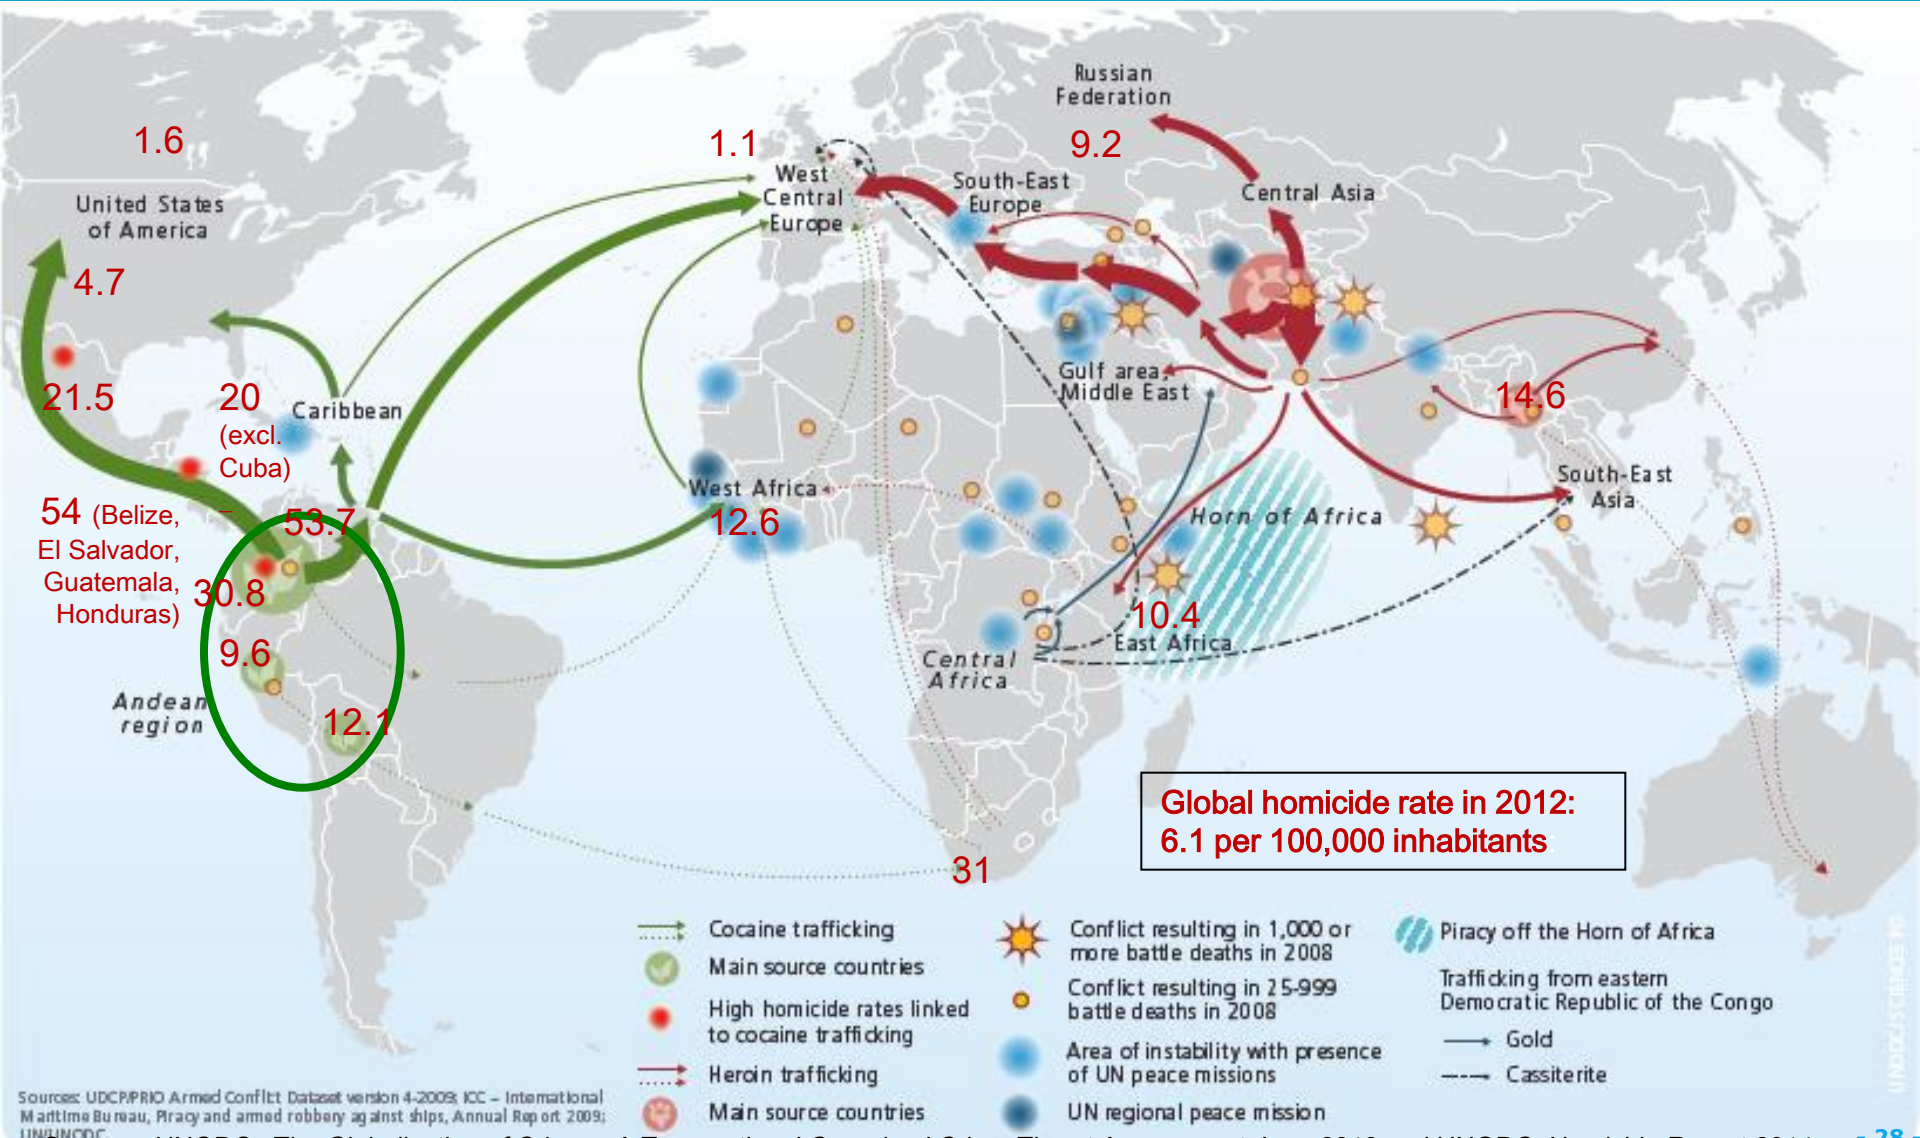 Russian
Federation
1.6
1.1
9.2
West
Central
Europe
South-East
Europe
Central Asia
United States
of America
4.7
21.5
20
(excl.
Cuba)
Caribbean
Gulf area,
Middle East
14.6
South-East
Asia
West Africa
12.6
Horn of Africa
54 (Belize,
El Salvador,
Guatemala,
Honduras)
53.7
30.8
9.6
10.4
East Africa
Central
Africa
Andean
region
12.1
31
Global homicide rate in 2012:
6.1 per 100,000 inhabitants
Cocaine trafficking
Main source countries
High homicide rates linked
to cocaine trafficking
Heroin trafficking
Main source countries
Conflict resulting in 1,000 or
more battle deaths in 2008
Conflict resulting in 25-999
battle deaths in 2008
Area of instability with presence
of UN peace missions
UN regional peace mission
Piracy off the Horn of Africa
Trafficking from eastern
Democratic Republic of the Congo
Gold
Cassiterite
Sources: UDCP/PRIO Armed Conflict Dataset version 4-2009; ICC – International
Maritime Bureau, Piracy and armed robbery against ships, Annual Report 2009;
28